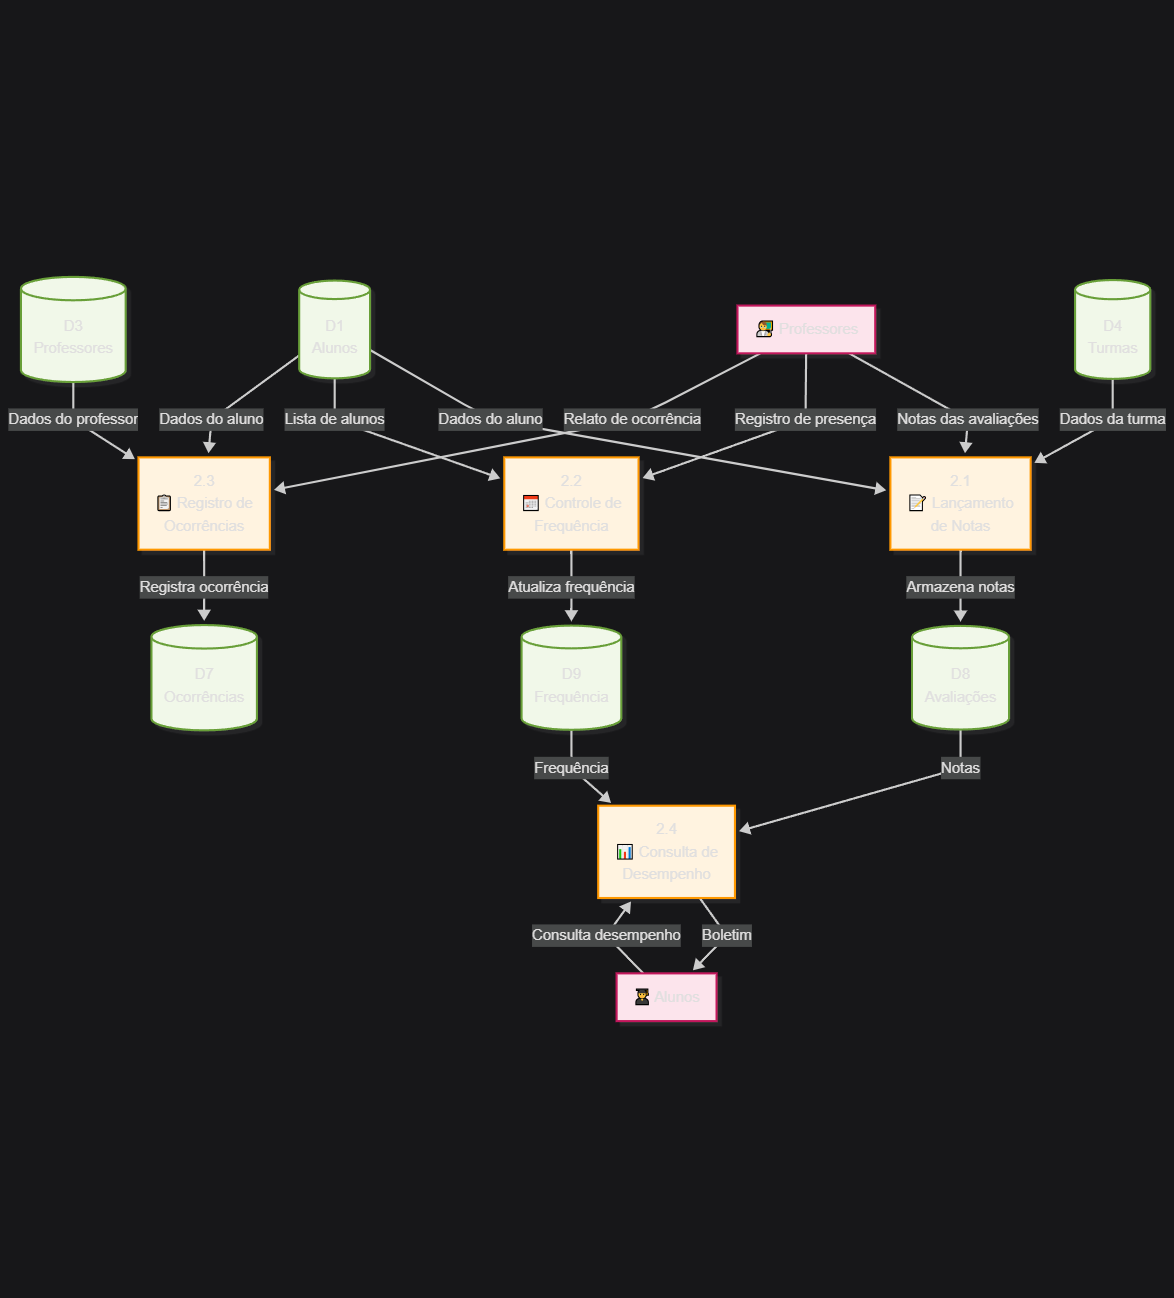 D3
Professores
D1
Alunos
Professores
D4
Turmas
Dados do professor
Dados do aluno
Lista de alunos
Dados do aluno
Relato de ocorrência
Registro de presença
Notas das avaliações
Dados da turma
2.3
Registro de
Ocorrências
2.2
Controle de
Frequência
2.1
Lançamento
de Notas
Registra ocorrência
Atualiza frequência
Armazena notas
D7
Ocorrências
D9
Frequência
D8
Avaliações
Frequência
Notas
2.4
Consulta de
Desempenho
Consulta desempenho
Boletim
Alunos